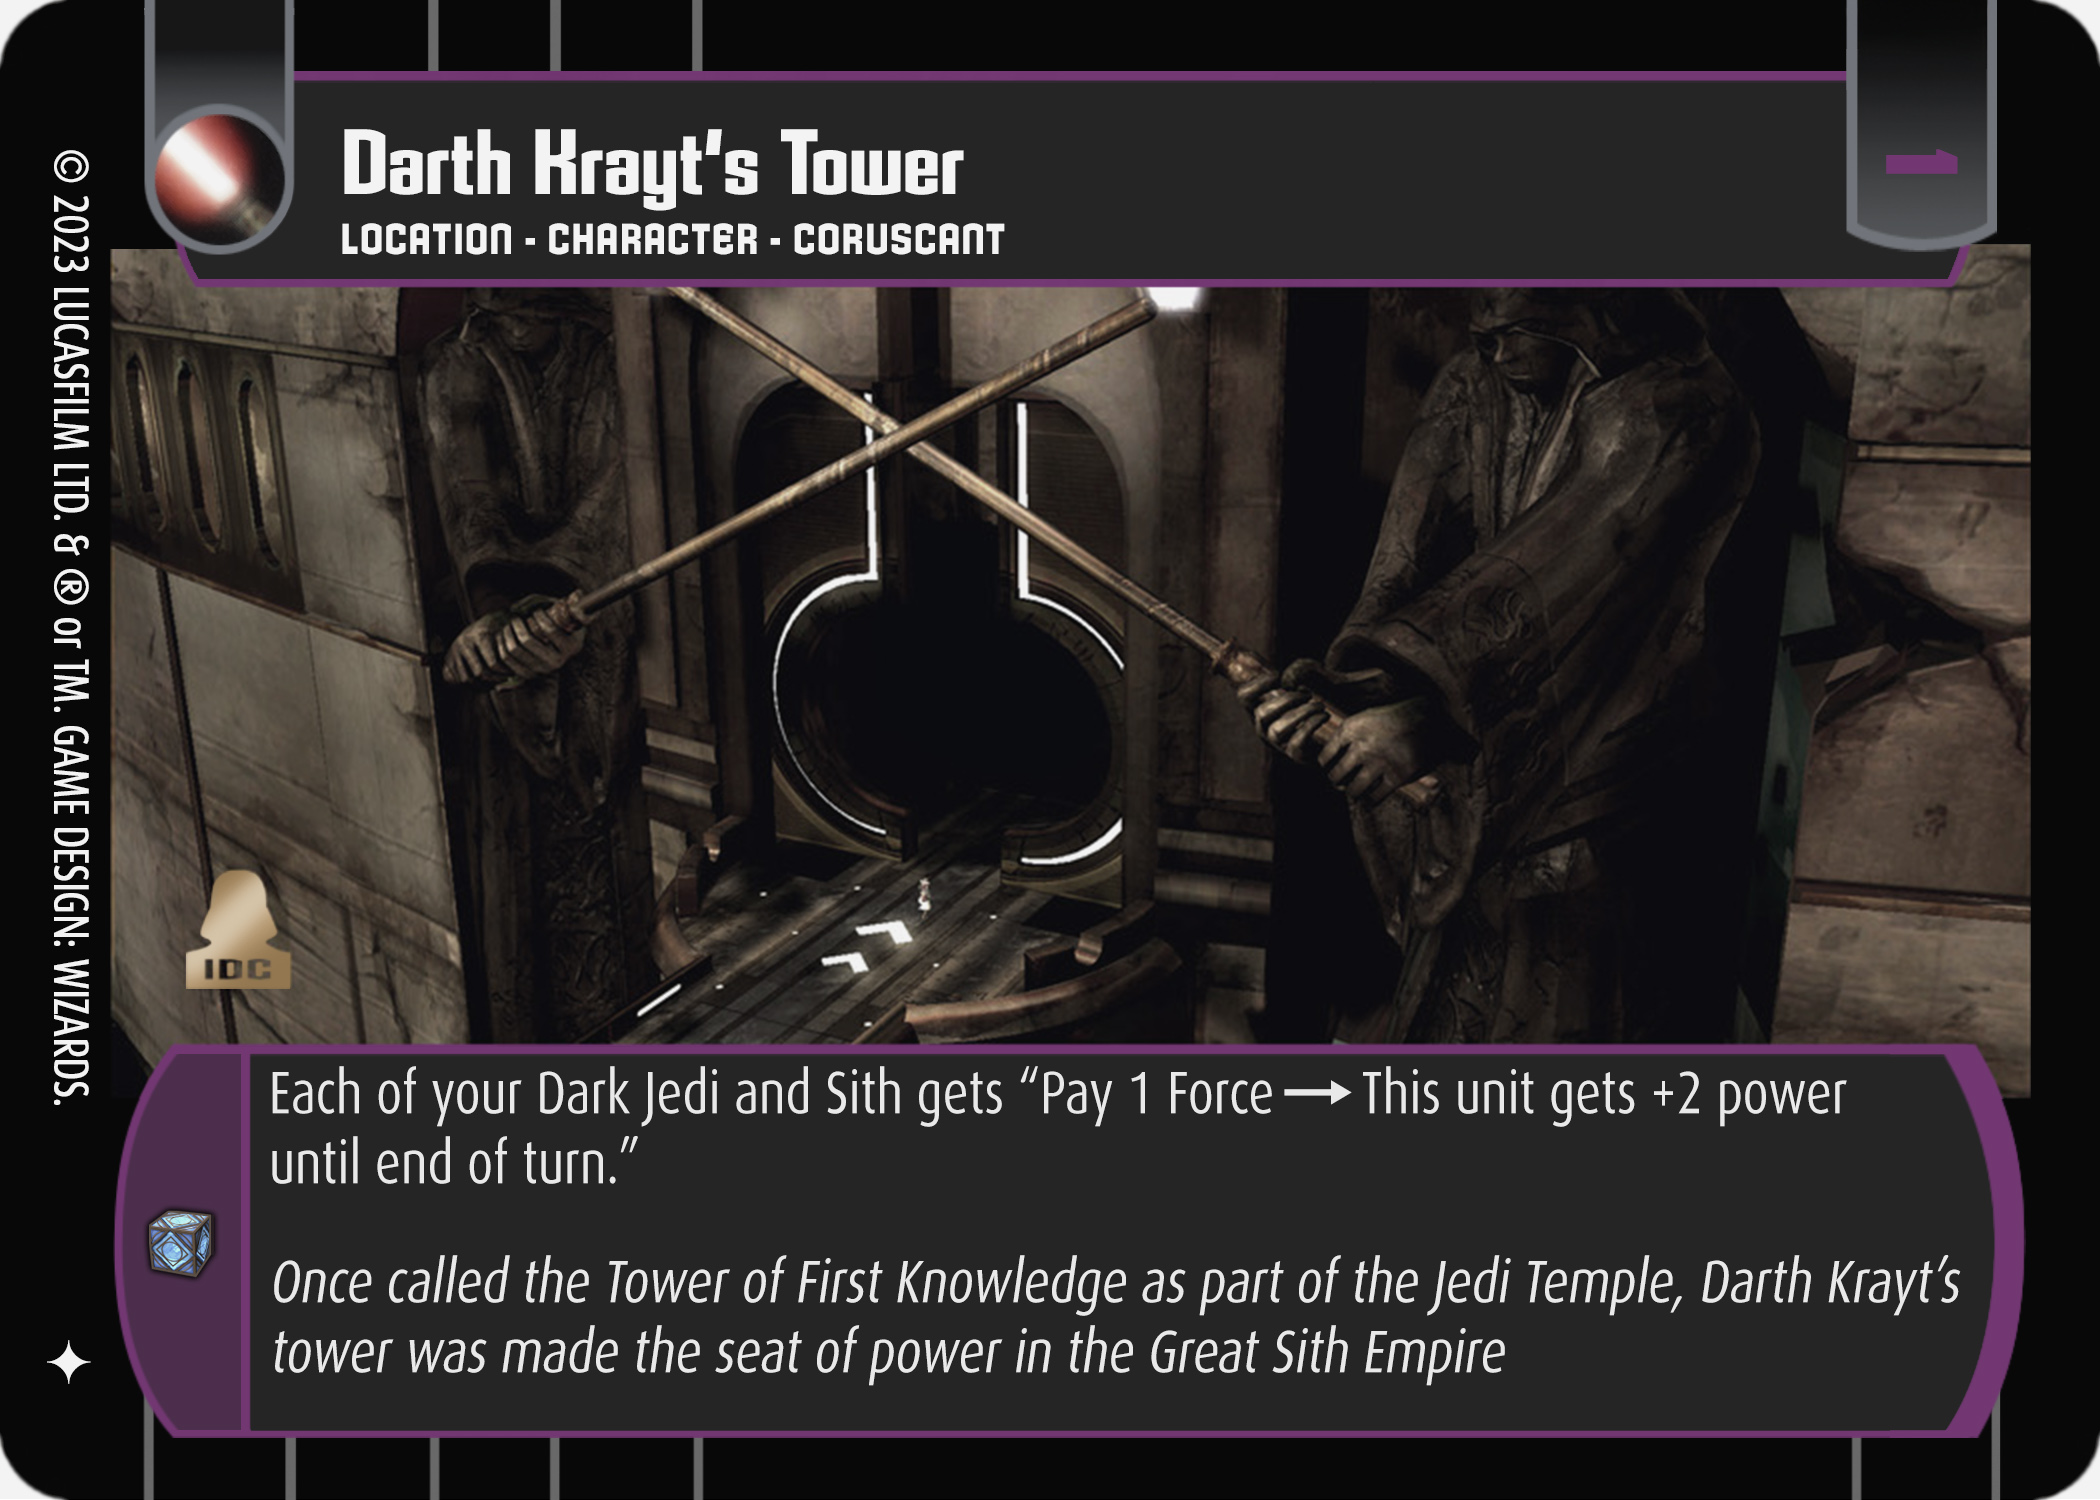 Darth Krayt's Tower
LOCATION • CHARACTER • CORUSCANT
1
IDC
Each of your Dark Jedi and Sith gets “Pay 1 Force → This unit gets +2 power
until end of turn.”
Once called the Tower of First Knowledge as part of the Jedi Temple, Darth Krayt's
tower was made the seat of power in the Great Sith Empire
© 2023 LUCASFILM LTD. & ® or TM. GAME DESIGN: WIZARDS.